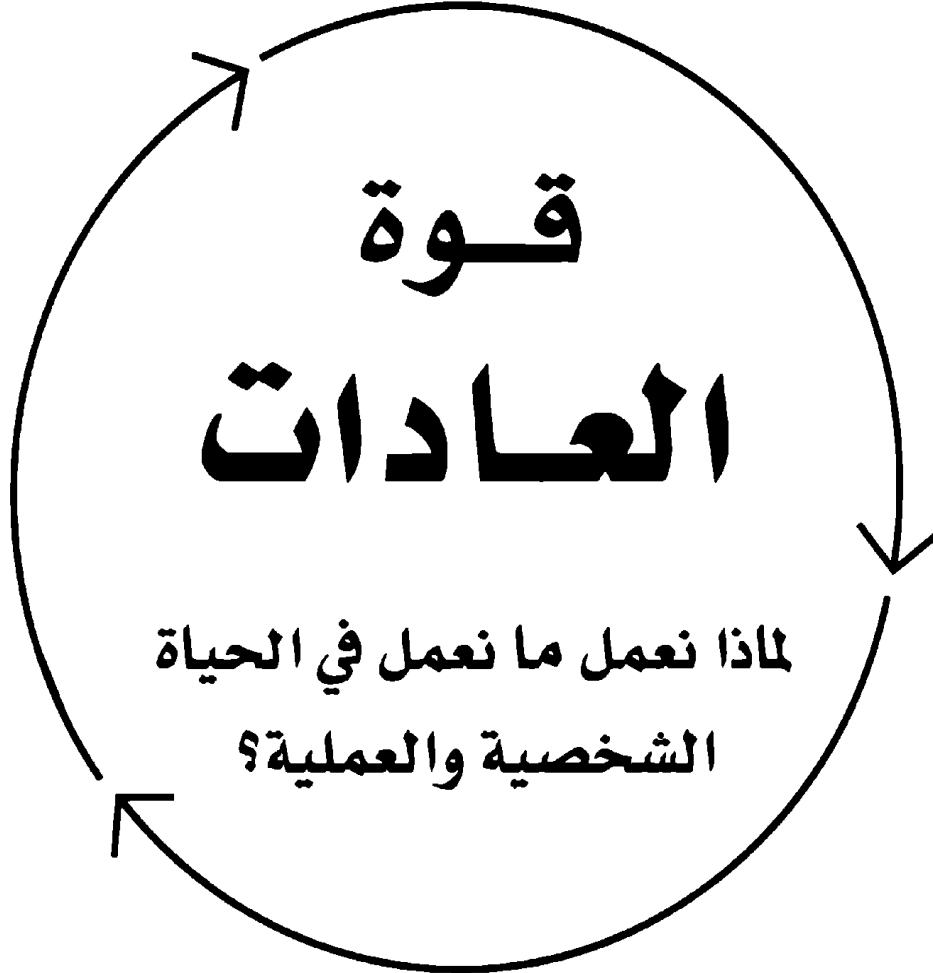 قوة
العادات
لماذا نعمل ما نعمل في الحياة
الشخصية والعملية؟